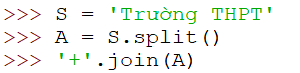 >>> S = 'Trường THPT'
>>> A = S.split()
>>> '+'.join(A)